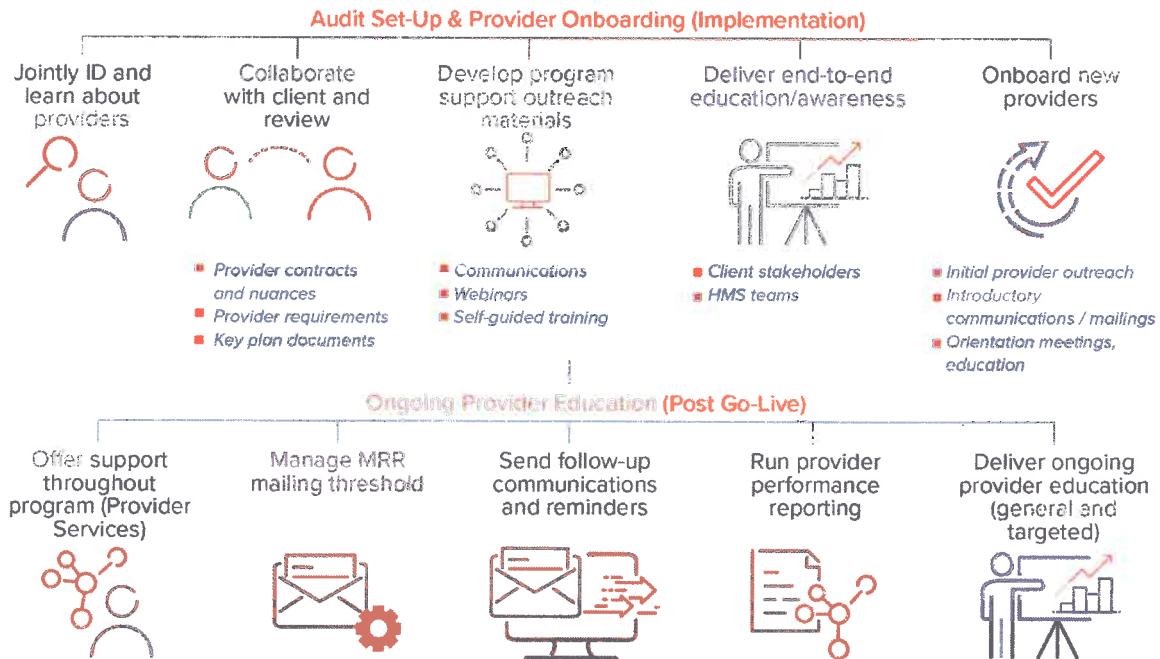 Audit Set-Up & Provider Onboarding (Implementation)
Jointly ID and
learn about
providers
Collaborate
with client and
review
Provider contracts
and nuances
Provider requirements
Key plan documents
Develop program
support outreach
materials
Communications
Webinars
Self-guided training
Deliver end-to-end
education/awareness
Client stakeholders
HMS teams
Onboard new
providers
Initial provider outreach
Introductory
communications / mailings
Orientation meetings,
education
Ongoing Provider Education (Post Go-Live)
Offer support
throughout
program (Provider
Services)
Manage MRR
mailing threshold
Send follow-up
communications
and reminders
Run provider
performance
reporting
Deliver ongoing
provider education
(general and
targeted)